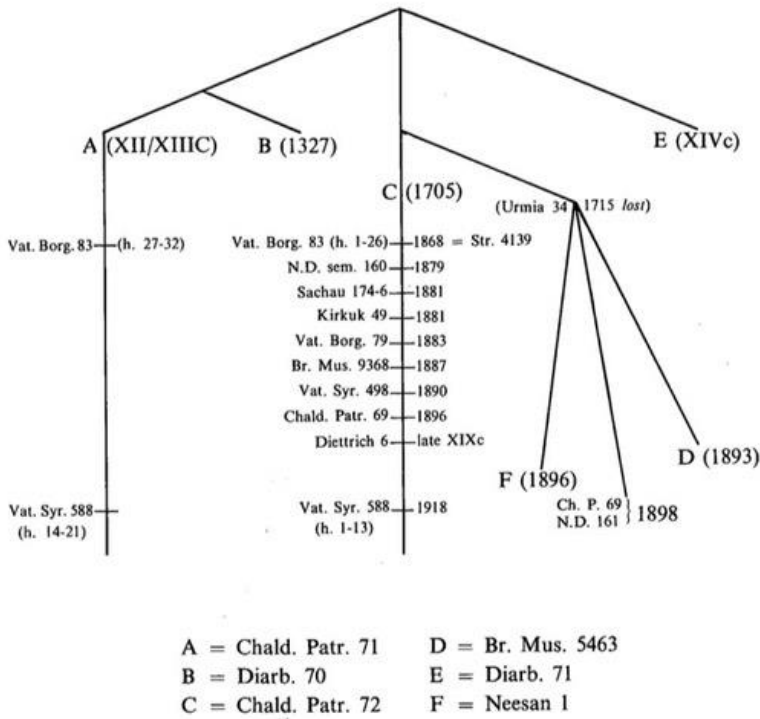 A (XII/XIIIC) B (1327) E (XIVc)
C (1705)
(Urmia 34 1715 lost)
Vat. Borg. 83 (h. 27-32) Vat. Borg. 83 (h. 1-26) 1868 = Str. 4139
N.D. sem. 160 1879
Sachau 174-6 1881
Kirkuk 49 1881
Vat. Borg. 79 1883
Br. Mus. 9368 1887
Vat. Syr. 498 1890
Chald. Patr. 69 1896
Diettrich 6 late XIXc
D (1893)
F (1896)
Vat. Syr. 588 Vat. Syr. 588 1918 Ch. P. 69
(h. 14-21) (h. 1-13) N.D. 161 } 1898
A = Chald. Patr. 71 D = Br. Mus. 5463
B = Diarb. 70 E = Diarb. 71
C = Chald. Patr. 72 F = Neesan 1